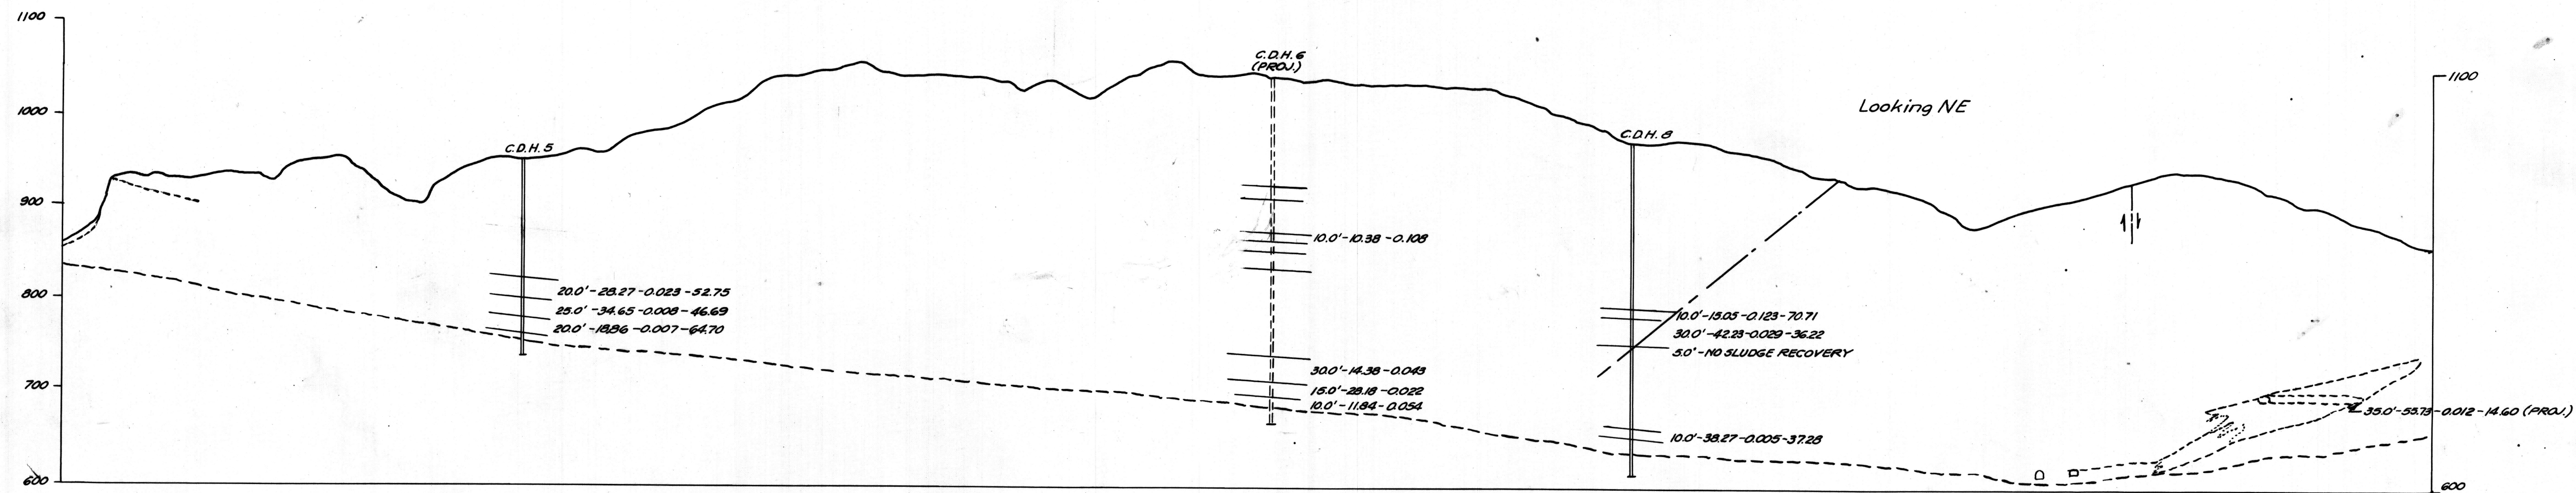 1100
1000
900
800
700
600
C.D.H. 5
20.0' - 28.27 - 0.023 - 52.75
25.0' - 34.65 - 0.008 - 46.69
20.0' - 18.86 - 0.007 - 64.70
C.D.H. 6
(PROJ.)
10.0' - 10.38 - 0.108
30.0' - 14.38 - 0.043
15.0' - 28.18 - 0.022
10.0' - 11.84 - 0.054
C.D.H. 8
10.0' - 15.05 - 0.123 - 70.71
30.0' - 42.23 - 0.029 - 36.22
5.0' - NO SLUDGE RECOVERY
10.0' - 38.27 - 0.005 - 37.28
Looking NE
35.0' - 53.73 - 0.012 - 14.60 (PROJ.)
1100
600